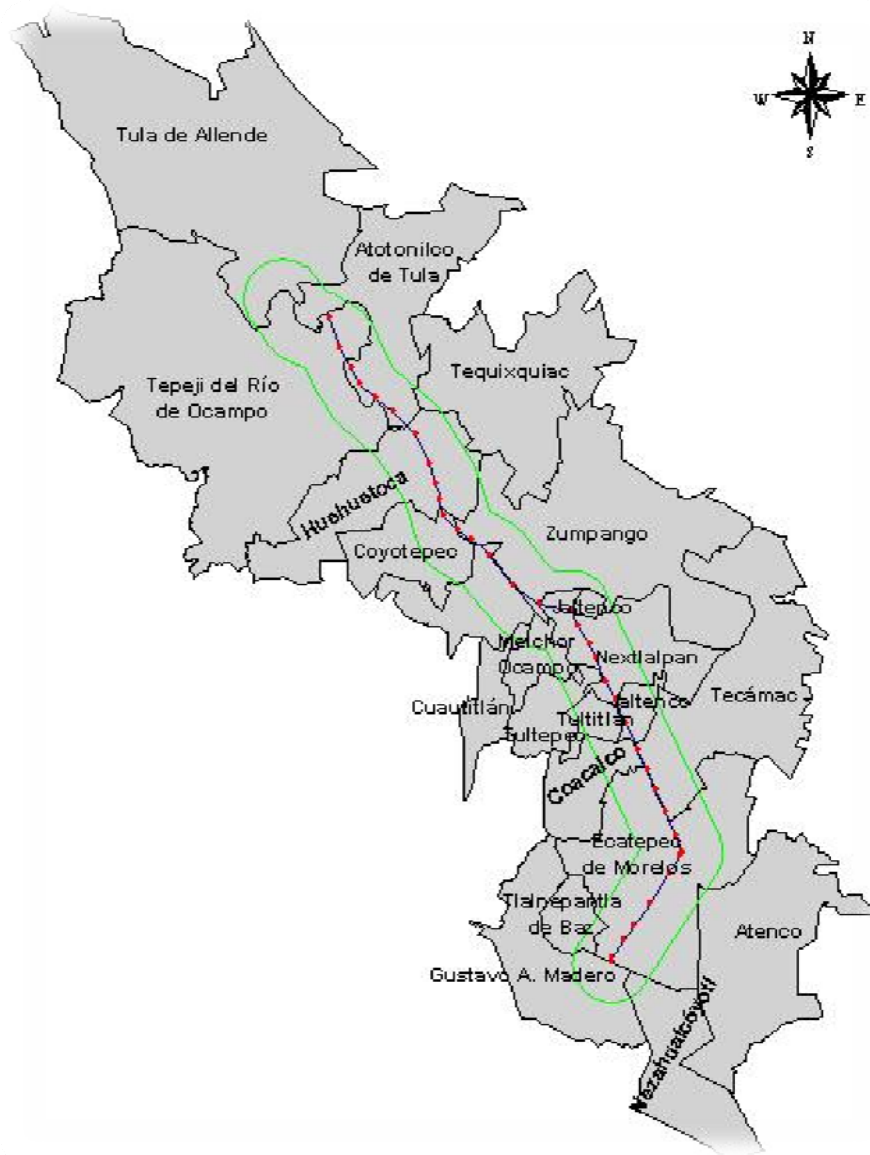 N
W E
S
Tula de Allende
Atotonilco
de Tula
Tequixquiac
Tepeji del Río
de Ocampo
Huehuetoca
Zumpango
Coyotepec
Jaltenco
Melchor
Ocampo
Nextlalpan
Cuautitlán
Jaltenco
Tecámac
Tultitlán
Tultepec
Coacalco
Ecatepec
de Morelos
Tlalnepantla
de Baz
Atenco
Gustavo A. Madero
Nezahualcóyotl